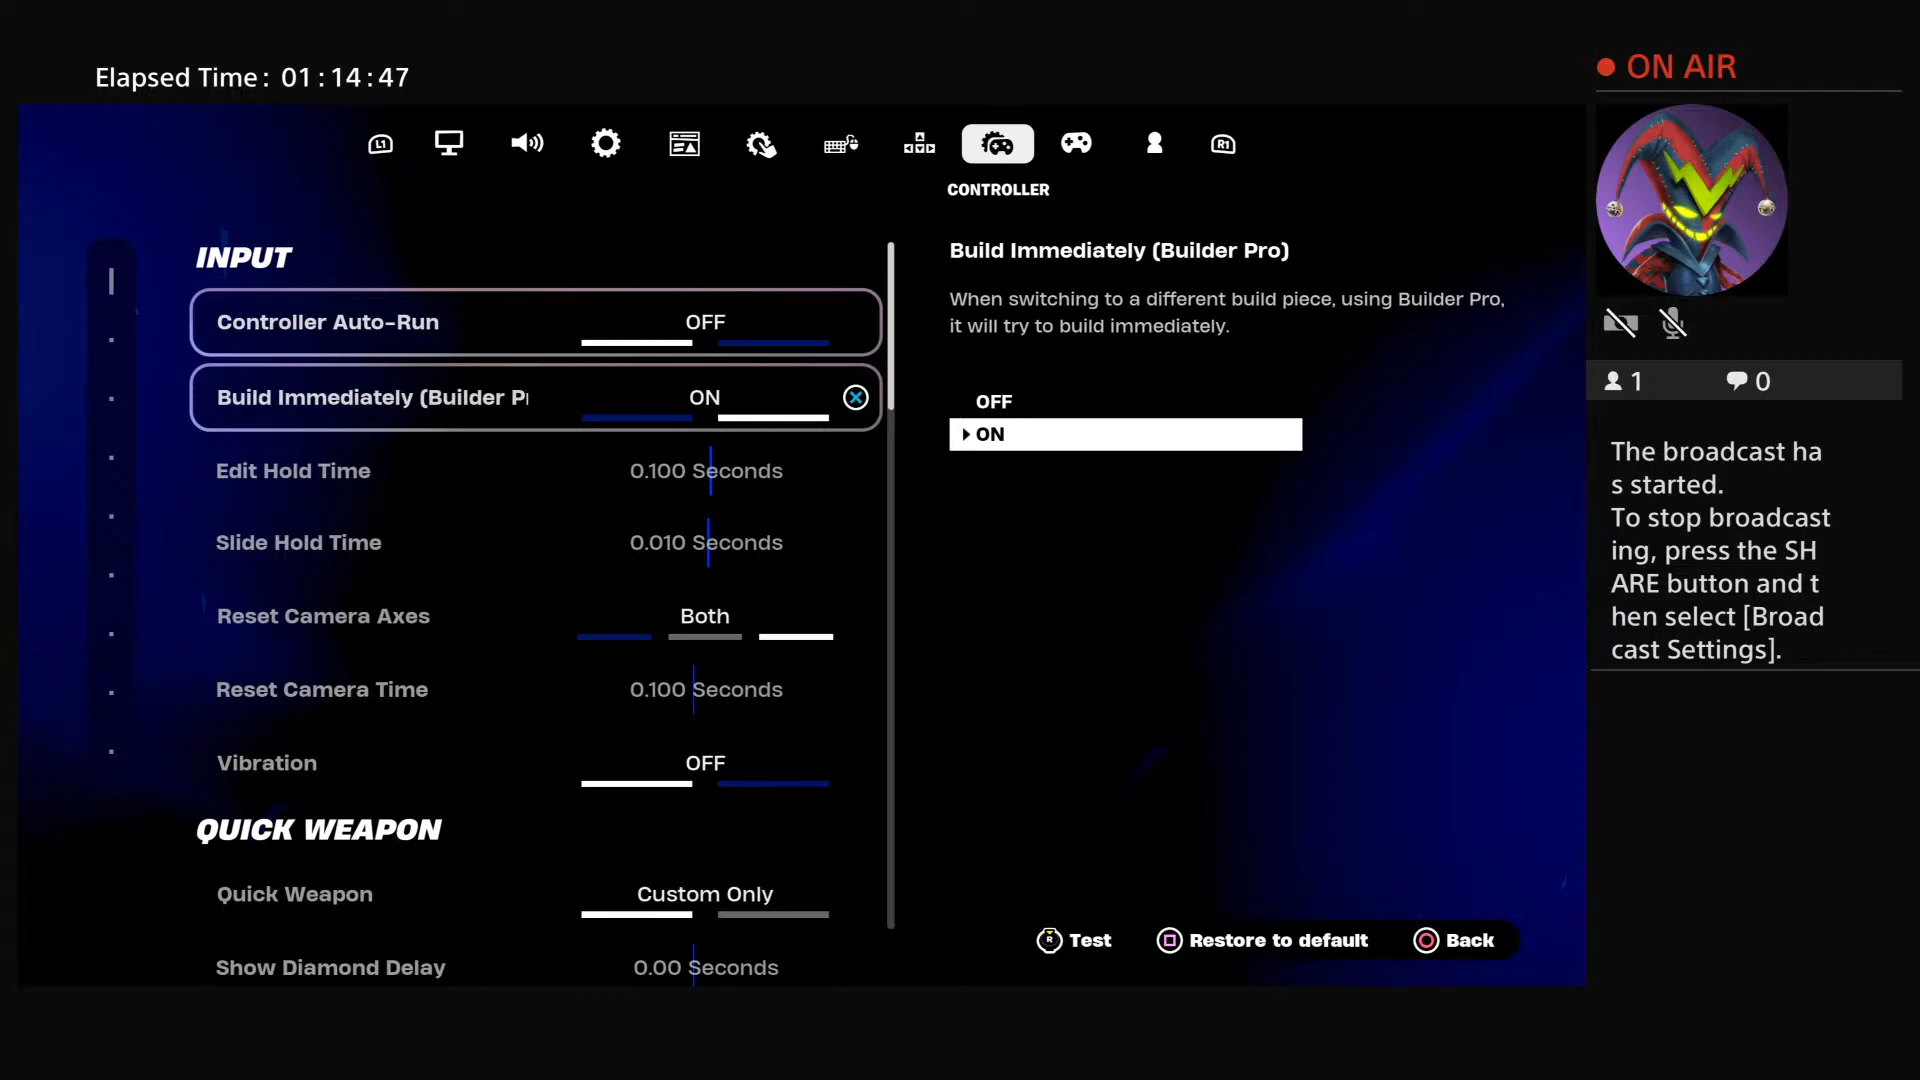 Elapsed Time: 01:14:47
ON AIR
L1
R1
CONTROLLER
INPUT
Controller Auto-Run
OFF
Build Immediately (Builder Pr
ON
Edit Hold Time
0.100 Seconds
Slide Hold Time
0.010 Seconds
Reset Camera Axes
Both
Reset Camera Time
0.100 Seconds
Vibration
OFF
QUICK WEAPON
Quick Weapon
Custom Only
Show Diamond Delay
0.00 Seconds
Build Immediately (Builder Pro)
When switching to a different build piece, using Builder Pro,
it will try to build immediately.
OFF
ON
R Test
Restore to default
Back
1
0
The broadcast ha
s started.
To stop broadcast
ing, press the SH
ARE button and t
hen select [Broad
cast Settings].